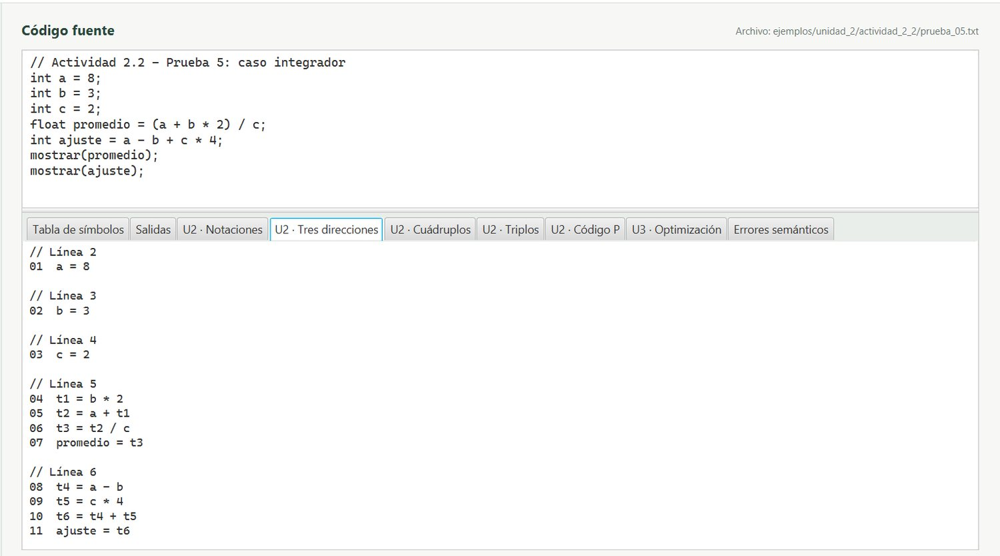 Código fuente
Archivo: ejemplos/unidad_2/actividad_2_2/prueba_05.txt
// Actividad 2.2 - Prueba 5: caso integrador
int a = 8;
int b = 3;
int c = 2;
float promedio = (a + b * 2) / c;
int ajuste = a - b + c * 4;
mostrar(promedio);
mostrar(ajuste);
Tabla de símbolos
Salidas
U2 · Notaciones
U2 · Tres direcciones
U2 · Cuádruplos
U2 · Triplos
U2 · Código P
U3 · Optimización
Errores semánticos
// Línea 2
01  a = 8
// Línea 3
02  b = 3
// Línea 4
03  c = 2
// Línea 5
04  t1 = b * 2
05  t2 = a + t1
06  t3 = t2 / c
07  promedio = t3
// Línea 6
08  t4 = a - b
09  t5 = c * 4
10  t6 = t4 + t5
11  ajuste = t6